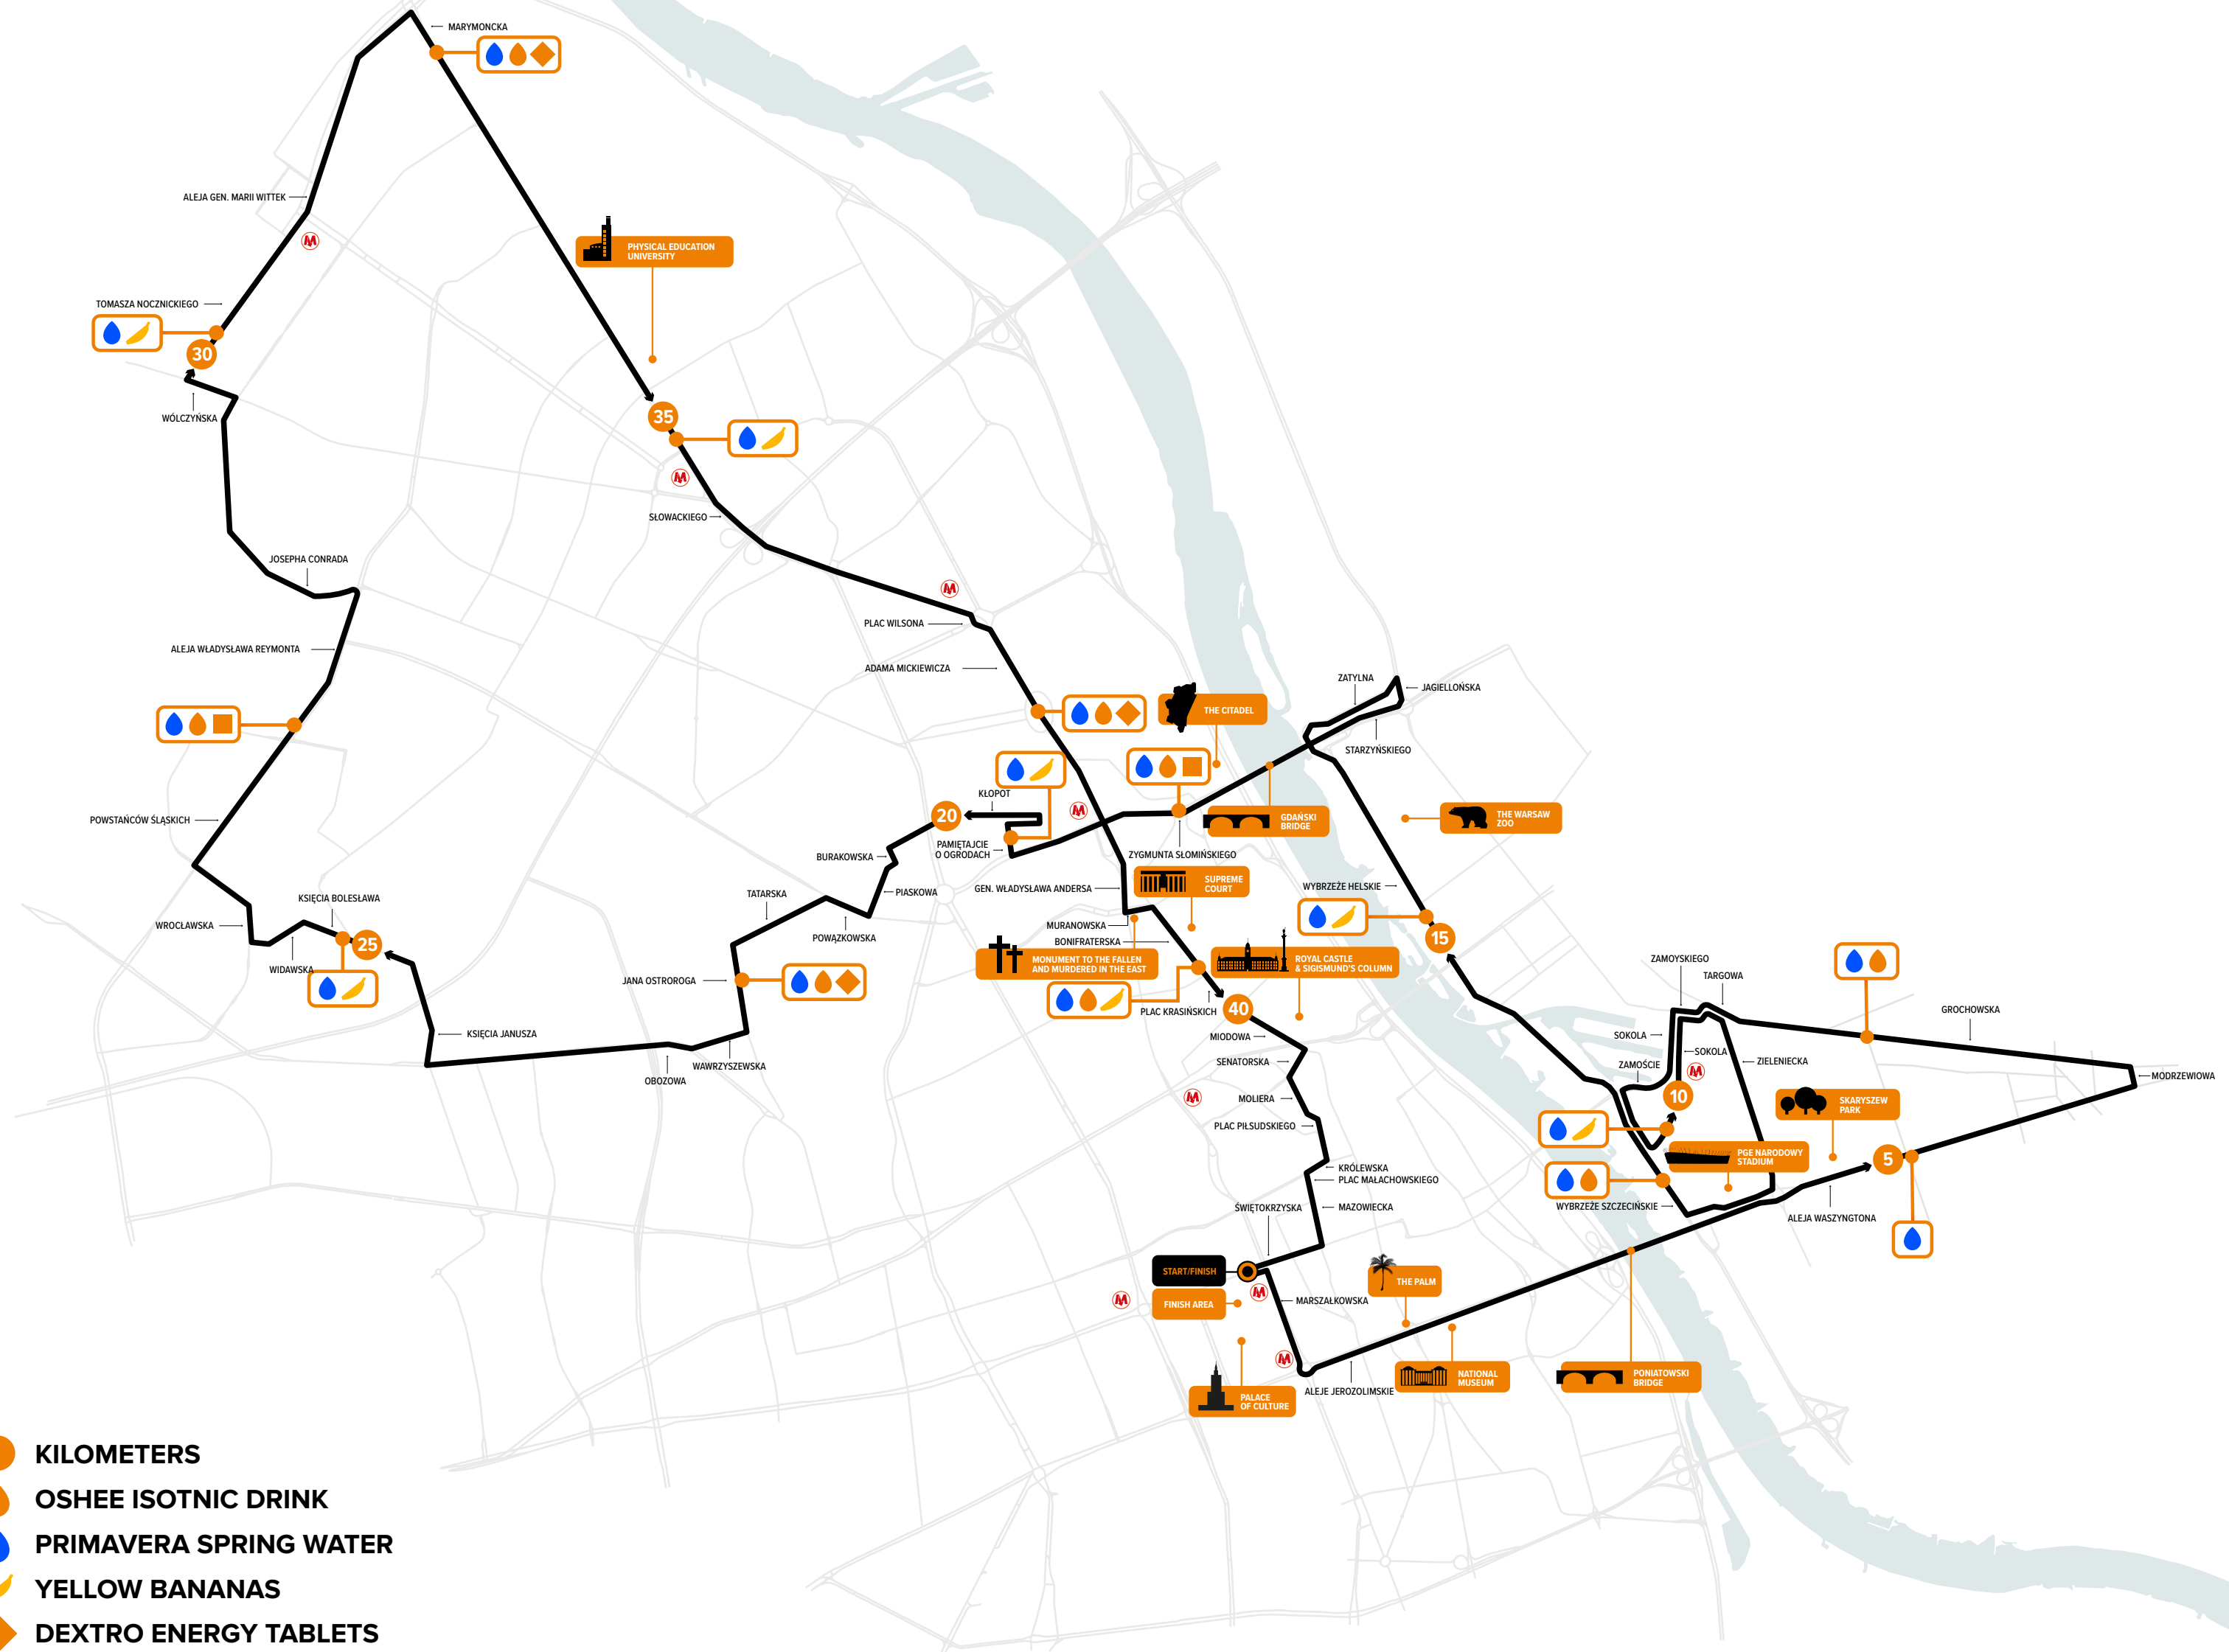 MARYMONCKA
ALEJA GEN. MARII WITTEK
PHYSICAL EDUCATION
UNIVERSITY
TOMASZA NOCZNICKIEGO
30
WÓLCZYŃSKA
35
SŁOWACKIEGO
JOSEPHA CONRADA
PLAC WILSONA
ALEJA WŁADYSŁAWA REYMONTA
ADAMA MICKIEWICZA
ZATYLNA
JAGIELLOŃSKA
THE CITADEL
STARZYŃSKIEGO
KŁOPOT
20
POWSTAŃCÓW ŚLĄSKICH
GDAŃSKI
BRIDGE
THE WARSAW
ZOO
PAMIĘTAJCIE
O OGRODACH
BURAKOWSKA
ZYGMUNTA SŁOMIŃSKIEGO
SUPREME
COURT
GEN. WŁADYSŁAWA ANDERSA
WYBRZEŻE HELSKIE
TATARSKA
PIASKOWA
KSIĘCIA BOLESŁAWA
WROCŁAWSKA
MURANOWSKA
POWĄZKOWSKA
BONIFRATERSKA
15
25
WIDAWSKA
MONUMENT TO THE FALLEN
AND MURDERED IN THE EAST
ROYAL CASTLE
& SIGISMUND'S COLUMN
ZAMOYSKIEGO
TARGOWA
JANA OSTROROGA
PLAC KRASIŃSKICH
40
GROCHOWSKA
KSIĘCIA JANUSZA
MIODOWA
SOKOLA
SOKOLA
SENATORSKA
ZIELENIECKA
ZAMOŚCIE
WAWRZYSZEWSKA
OBOZOWA
MODRZEWIOWA
10
MOLIERA
SKARYSZEW
PARK
PLAC PIŁSUDSKIEGO
PGE NARODOWY
STADIUM
5
KRÓLEWSKA
PLAC MAŁACHOWSKIEGO
ŚWIĘTOKRZYSKA
MAZOWIECKA
WYBRZEŻE SZCZECIŃSKIE
ALEJA WASZYNGTONA
START/FINISH
THE PALM
FINISH AREA
MARSZAŁKOWSKA
NATIONAL
MUSEUM
PONIATOWSKI
BRIDGE
ALEJE JEROZOLIMSKIE
PALACE
OF CULTURE
KILOMETERS
OSHEE ISOTNIC DRINK
PRIMAVERA SPRING WATER
YELLOW BANANAS
DEXTRO ENERGY TABLETS